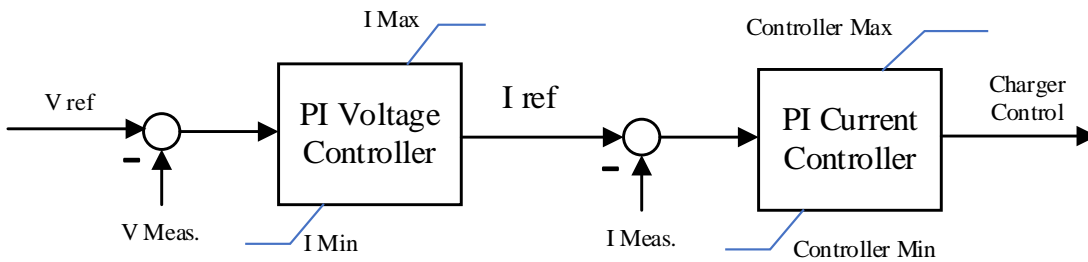 V ref
V Meas.
I Max
PI Voltage
Controller
I Min
I ref
I Meas.
Controller Max
PI Current
Controller
Controller Min
Charger
Control